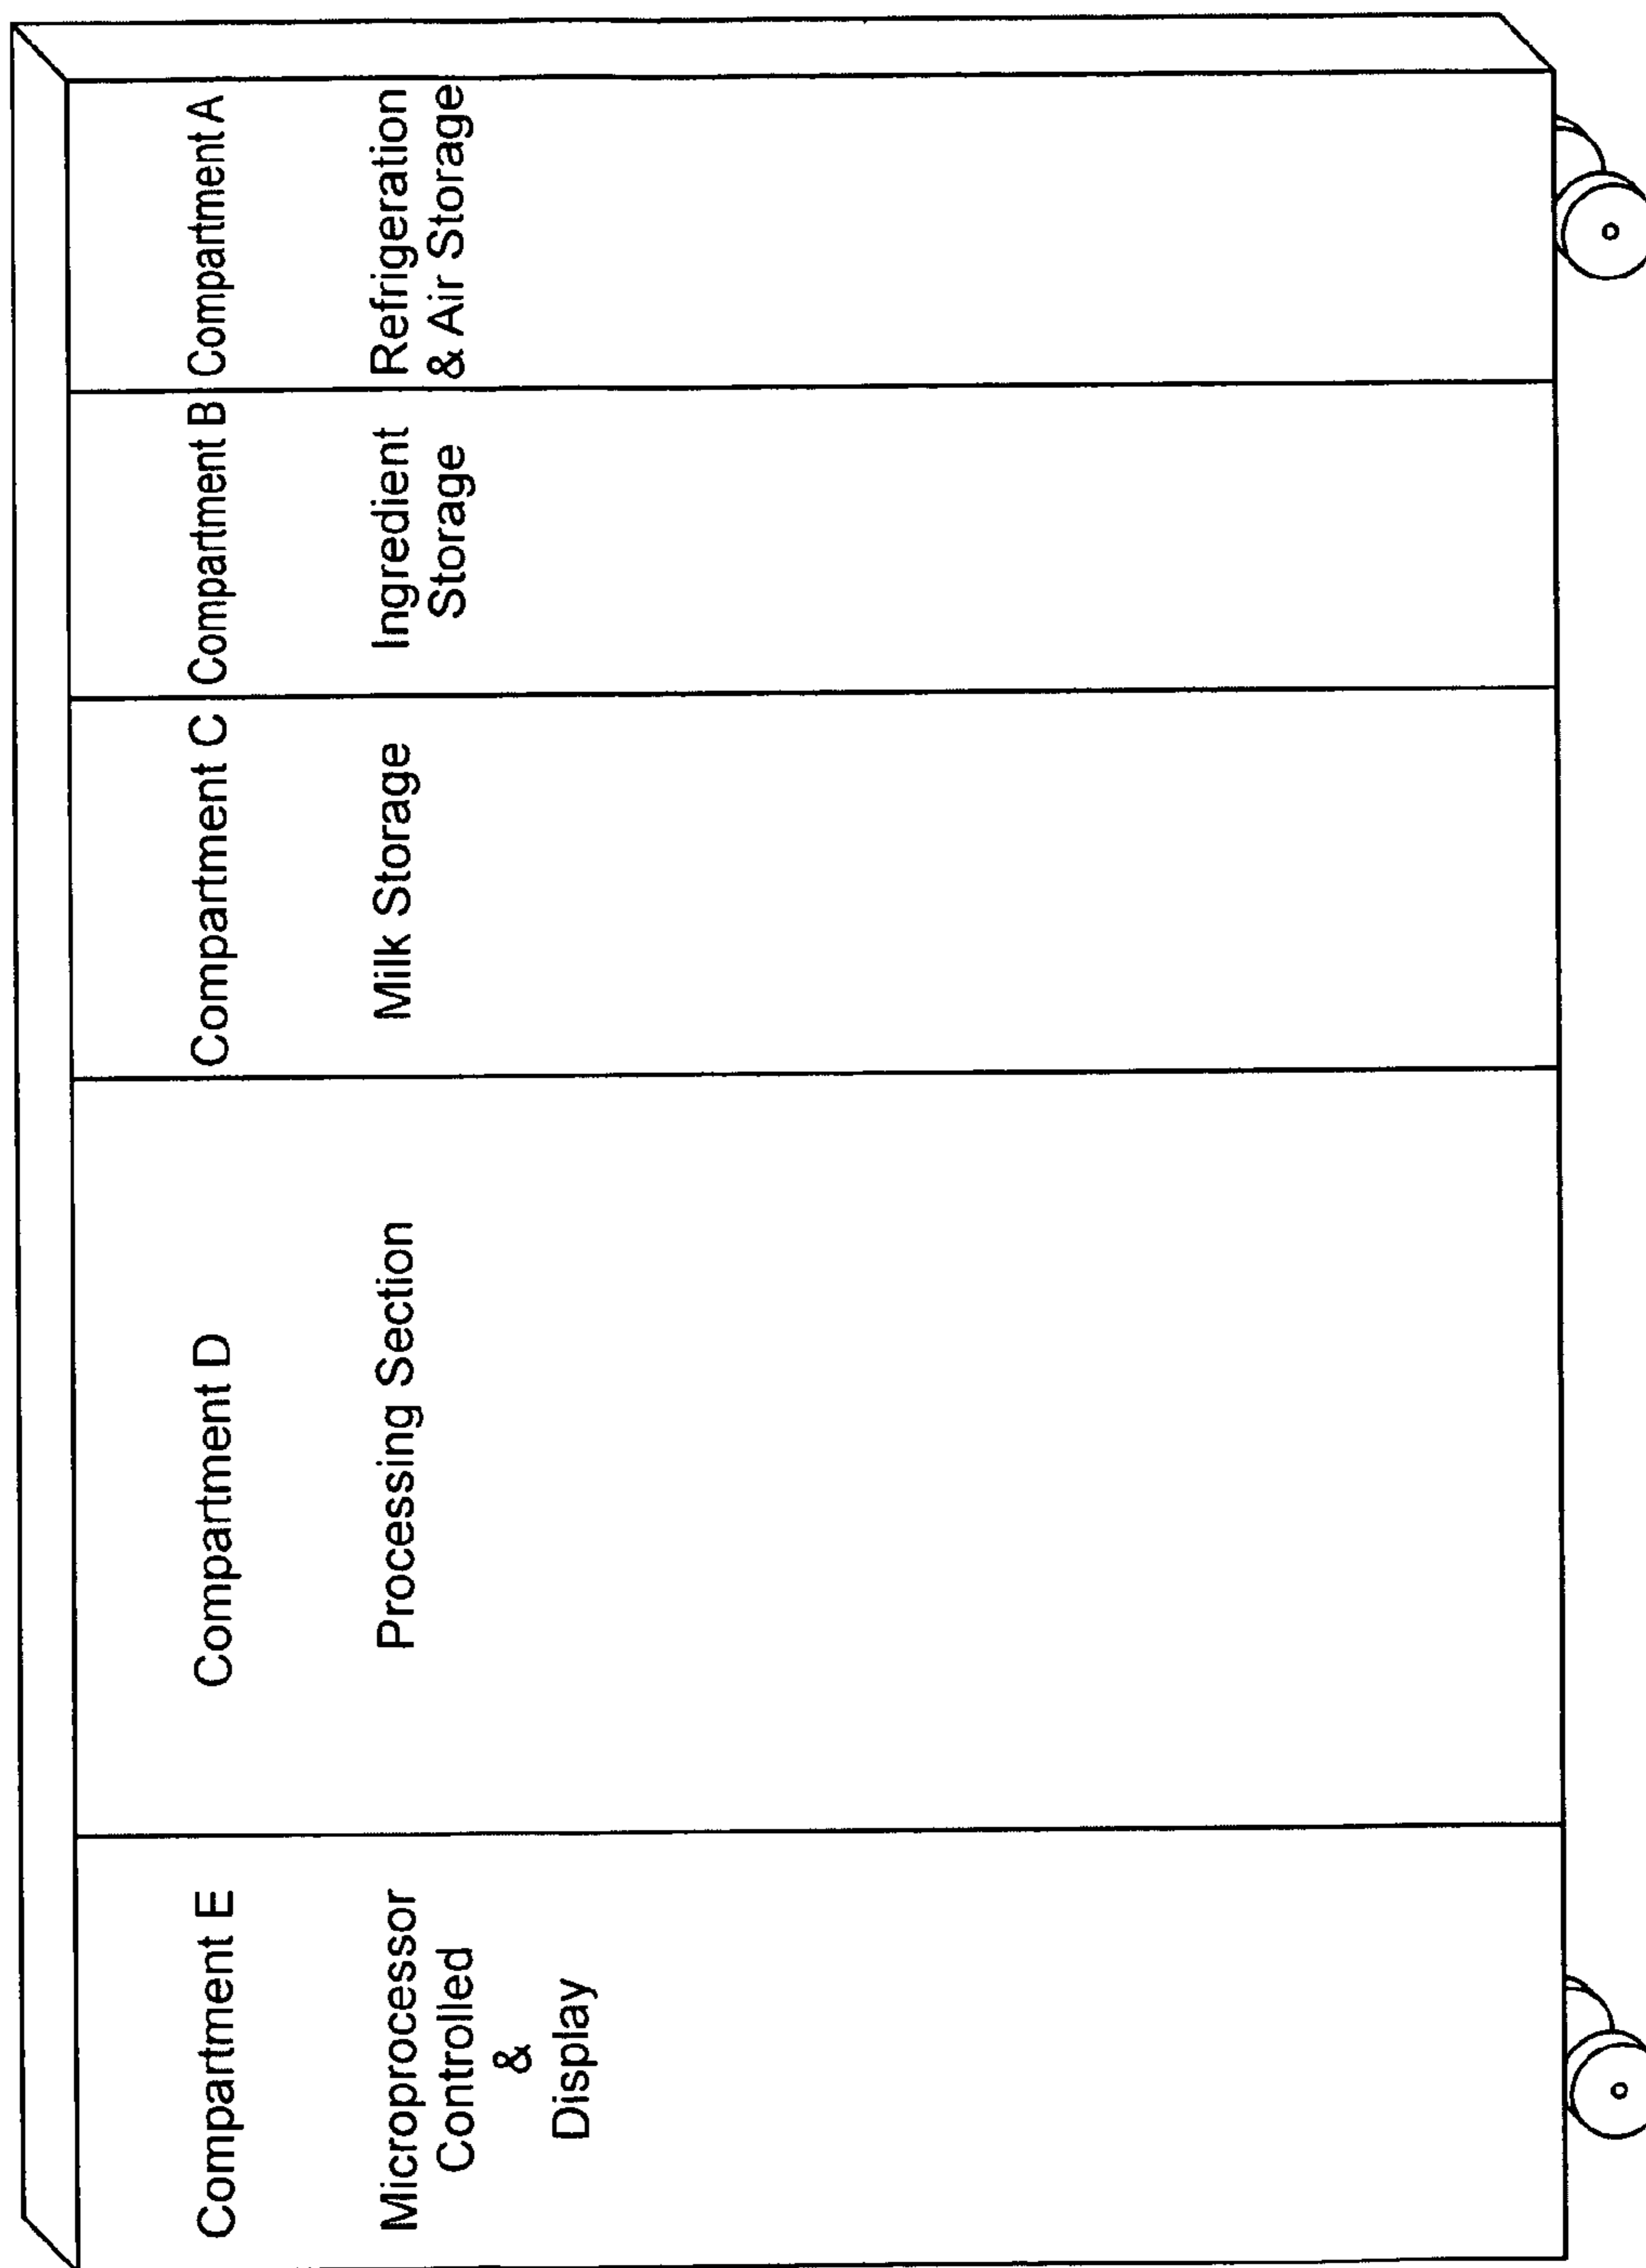 Compartment E
Microprocessor
Controlled
&
Display
Compartment D
Processing Section
Compartment C
Milk Storage
Compartment B
Ingredient
Storage
Compartment A
Refrigeration
& Air Storage